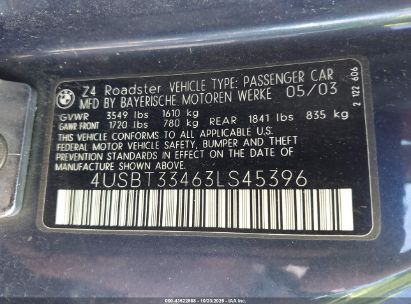 Z4 Roadster VEHICLE TYPE: PASSENGER CAR
MFD BY BAYERISCHE MOTOREN WERKE 05/03
GVWR 3549 lbs 1610 kg
GAWR FRONT 1720 lbs 780 kg REAR 1841 lbs 835 kg
THIS VEHICLE CONFORMS TO ALL APPLICABLE
FEDERAL MOTOR VEHICLE SAFETY, BUMPER AND
THEFT PREVENTION STANDARDS IN EFFECT ON THE DATE OF
MANUFACTURE SHOWN ABOVE.
4USBT33463LS45396
2 122 606